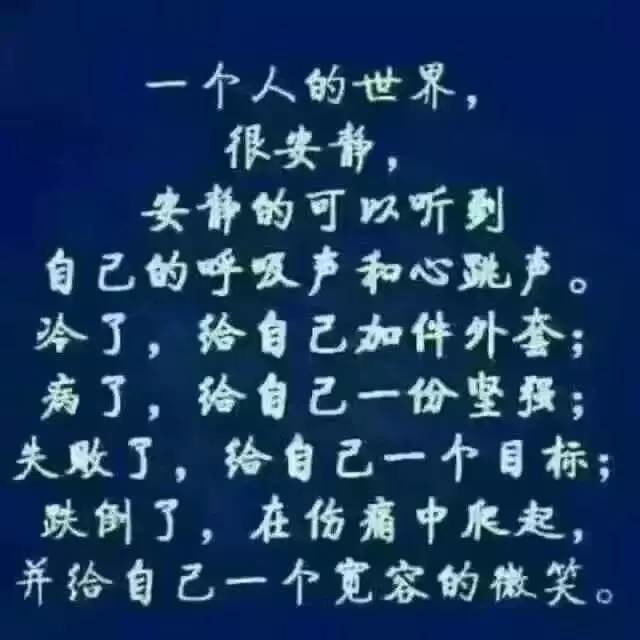 一个人的世界，
很安静，
安静的可以听到
自己的呼吸声和心跳声。
冷了，给自己加件外套；
病了，给自己一份坚强；
失败了，给自己一个目标；
跌倒了，在伤痛中爬起，
并给自己一个宽容的微笑。